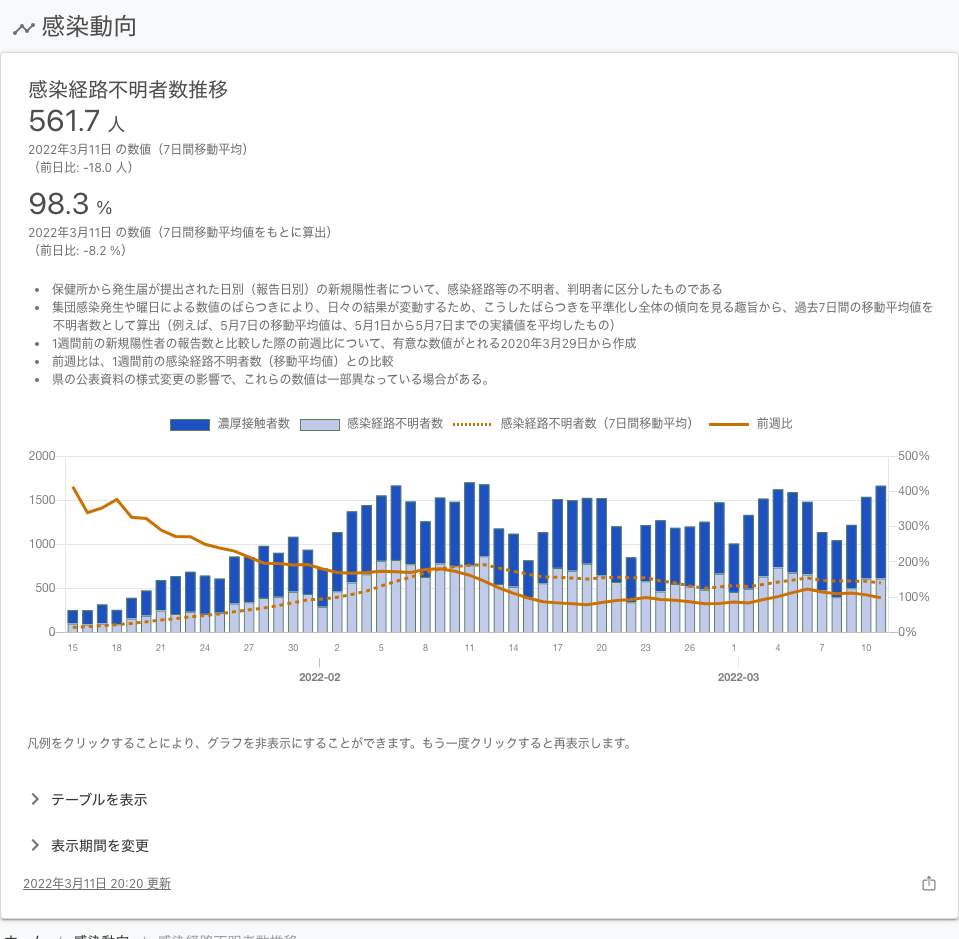 感染動向
感染経路不明者数推移
561.7 人
2022年3月11日 の数値（7日間移動平均）
（前日比: -18.0 人）
98.3 %
2022年3月11日 の数値（7日間移動平均値をもとに算出）
（前日比: -8.2 %）
• 保健所から発生届が提出された日別（報告日別）の新規陽性者について、感染経路等の不明者、判明者に区分したものである
• 集団感染発生や曜日による数値のばらつきにより、日々の結果が変動するため、こうしたばらつきを平準化し全体の傾向を見る趣旨から、過去7日間の移動平均値を
不明者数として算出（例えば、5月7日の移動平均値は、5月1日から5月7日までの実績値を平均したもの）
• 1週間前の新規陽性者の報告数と比較した際の前週比について、有意な数値がとれる2020年3月29日から作成
• 前週比は、1週間前の感染経路不明者数（移動平均値）との比較
• 県の公表資料の様式変更の影響で、これらの数値は一部異なっている場合がある。
濃厚接触者数 感染経路不明者数 感染経路不明者数（7日間移動平均） 前週比
2000 500%
400%
1500
300%
1000
200%
500
100%
0 0%
15 18 21 24 27 30 2 5 8 11 14 17 20 23 26 1 4 7 10
2022-02 2022-03
凡例をクリックすることにより、グラフを非表示にすることができます。もう一度クリックすると再表示します。
テーブルを表示
表示期間を変更
2022年3月11日 20:20 更新
ホーム / 感染動向 / 感染経路不明者数推移